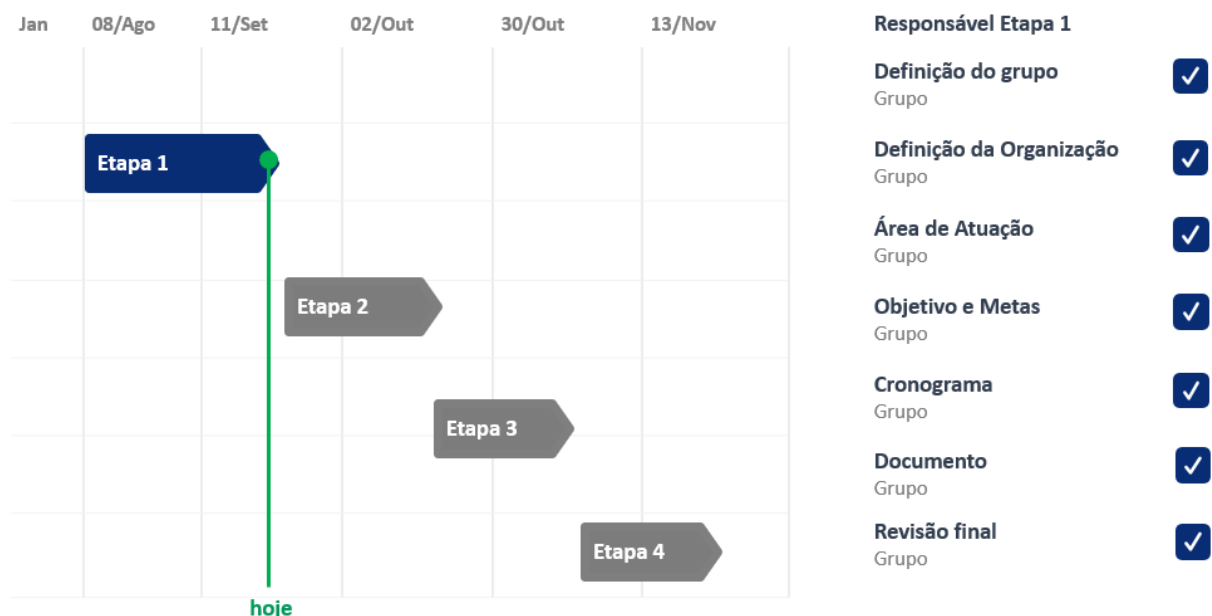 Jan 08/Ago 11/Set 02/Out 30/Out 13/Nov
Etapa 1
Etapa 2
Etapa 3
Etapa 4
hoje
Responsável Etapa 1
Definição do grupo
Grupo
Definição da Organização
Grupo
Área de Atuação
Grupo
Objetivo e Metas
Grupo
Cronograma
Grupo
Documento
Grupo
Revisão final
Grupo